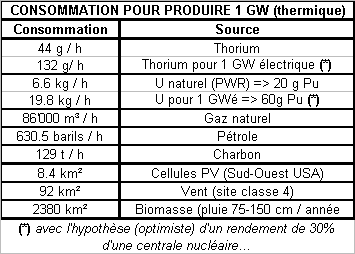 CONSOMMATION POUR PRODUIRE 1 GW (thermique)
Consommation Source
44 g / h Thorium
132 g/ h Thorium pour 1 GW électrique (*)
6.6 kg / h U naturel (PWR) => 20 g Pu
19.8 kg / h U pour 1 GWé => 60g Pu (*)
86'000 m³ / h Gaz naturel
630.5 barils / h Pétrole
129 t / h Charbon
8.4 km² Cellules PV (Sud-Ouest USA)
92 km² Vent (site classe 4)
2380 km² Biomasse (pluie 75-150 cm / année
(*) avec l'hypothèse (optimiste) d'un rendement de 30%
d'une centrale nucléaire...